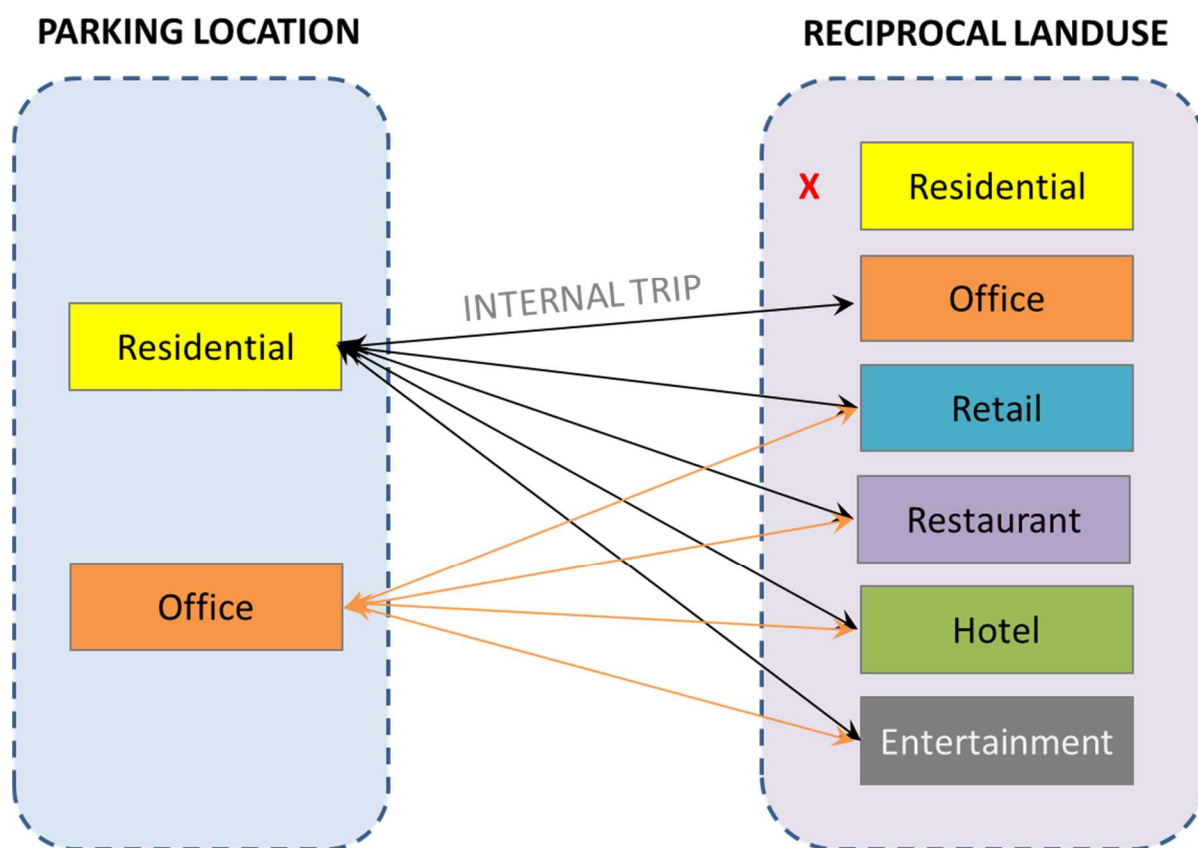 PARKING LOCATION
RECIPROCAL LANDUSE
X
Residential
Office
INTERNAL TRIP
Residential
Retail
Restaurant
Office
Hotel
Entertainment